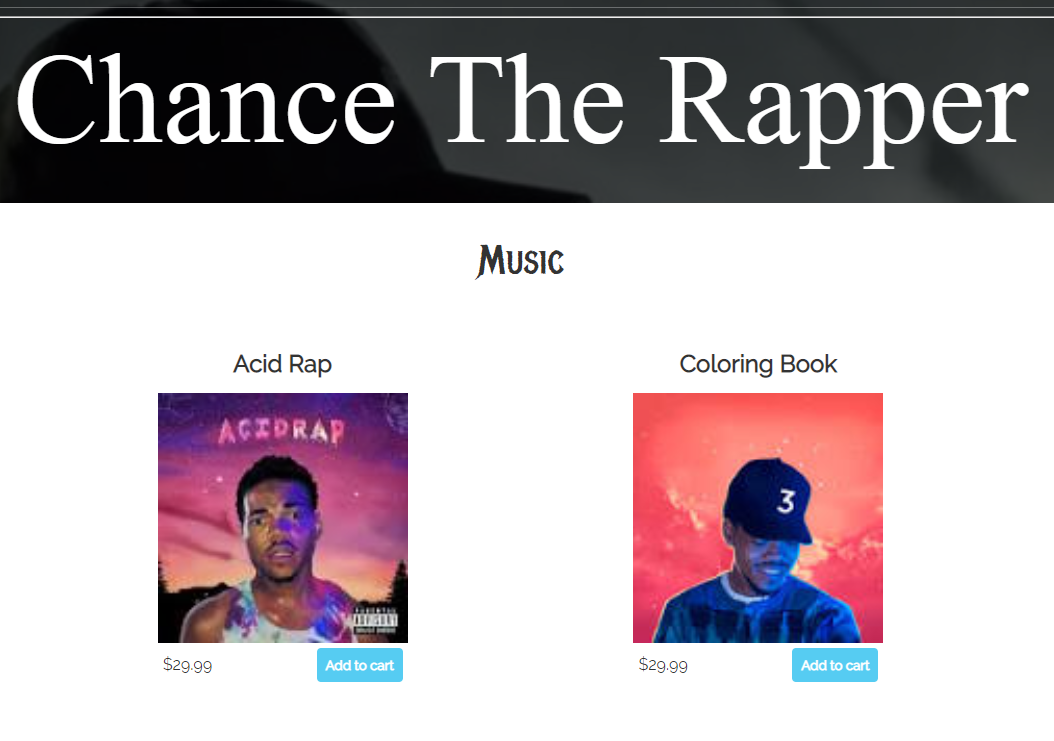 Chance The Rapper
Music
Acid Rap
Coloring Book
ACIDRAP
3
PARENTAL
ADVISORY
EXPLICIT CONTENT
$29.99
Add to cart
$29.99
Add to cart